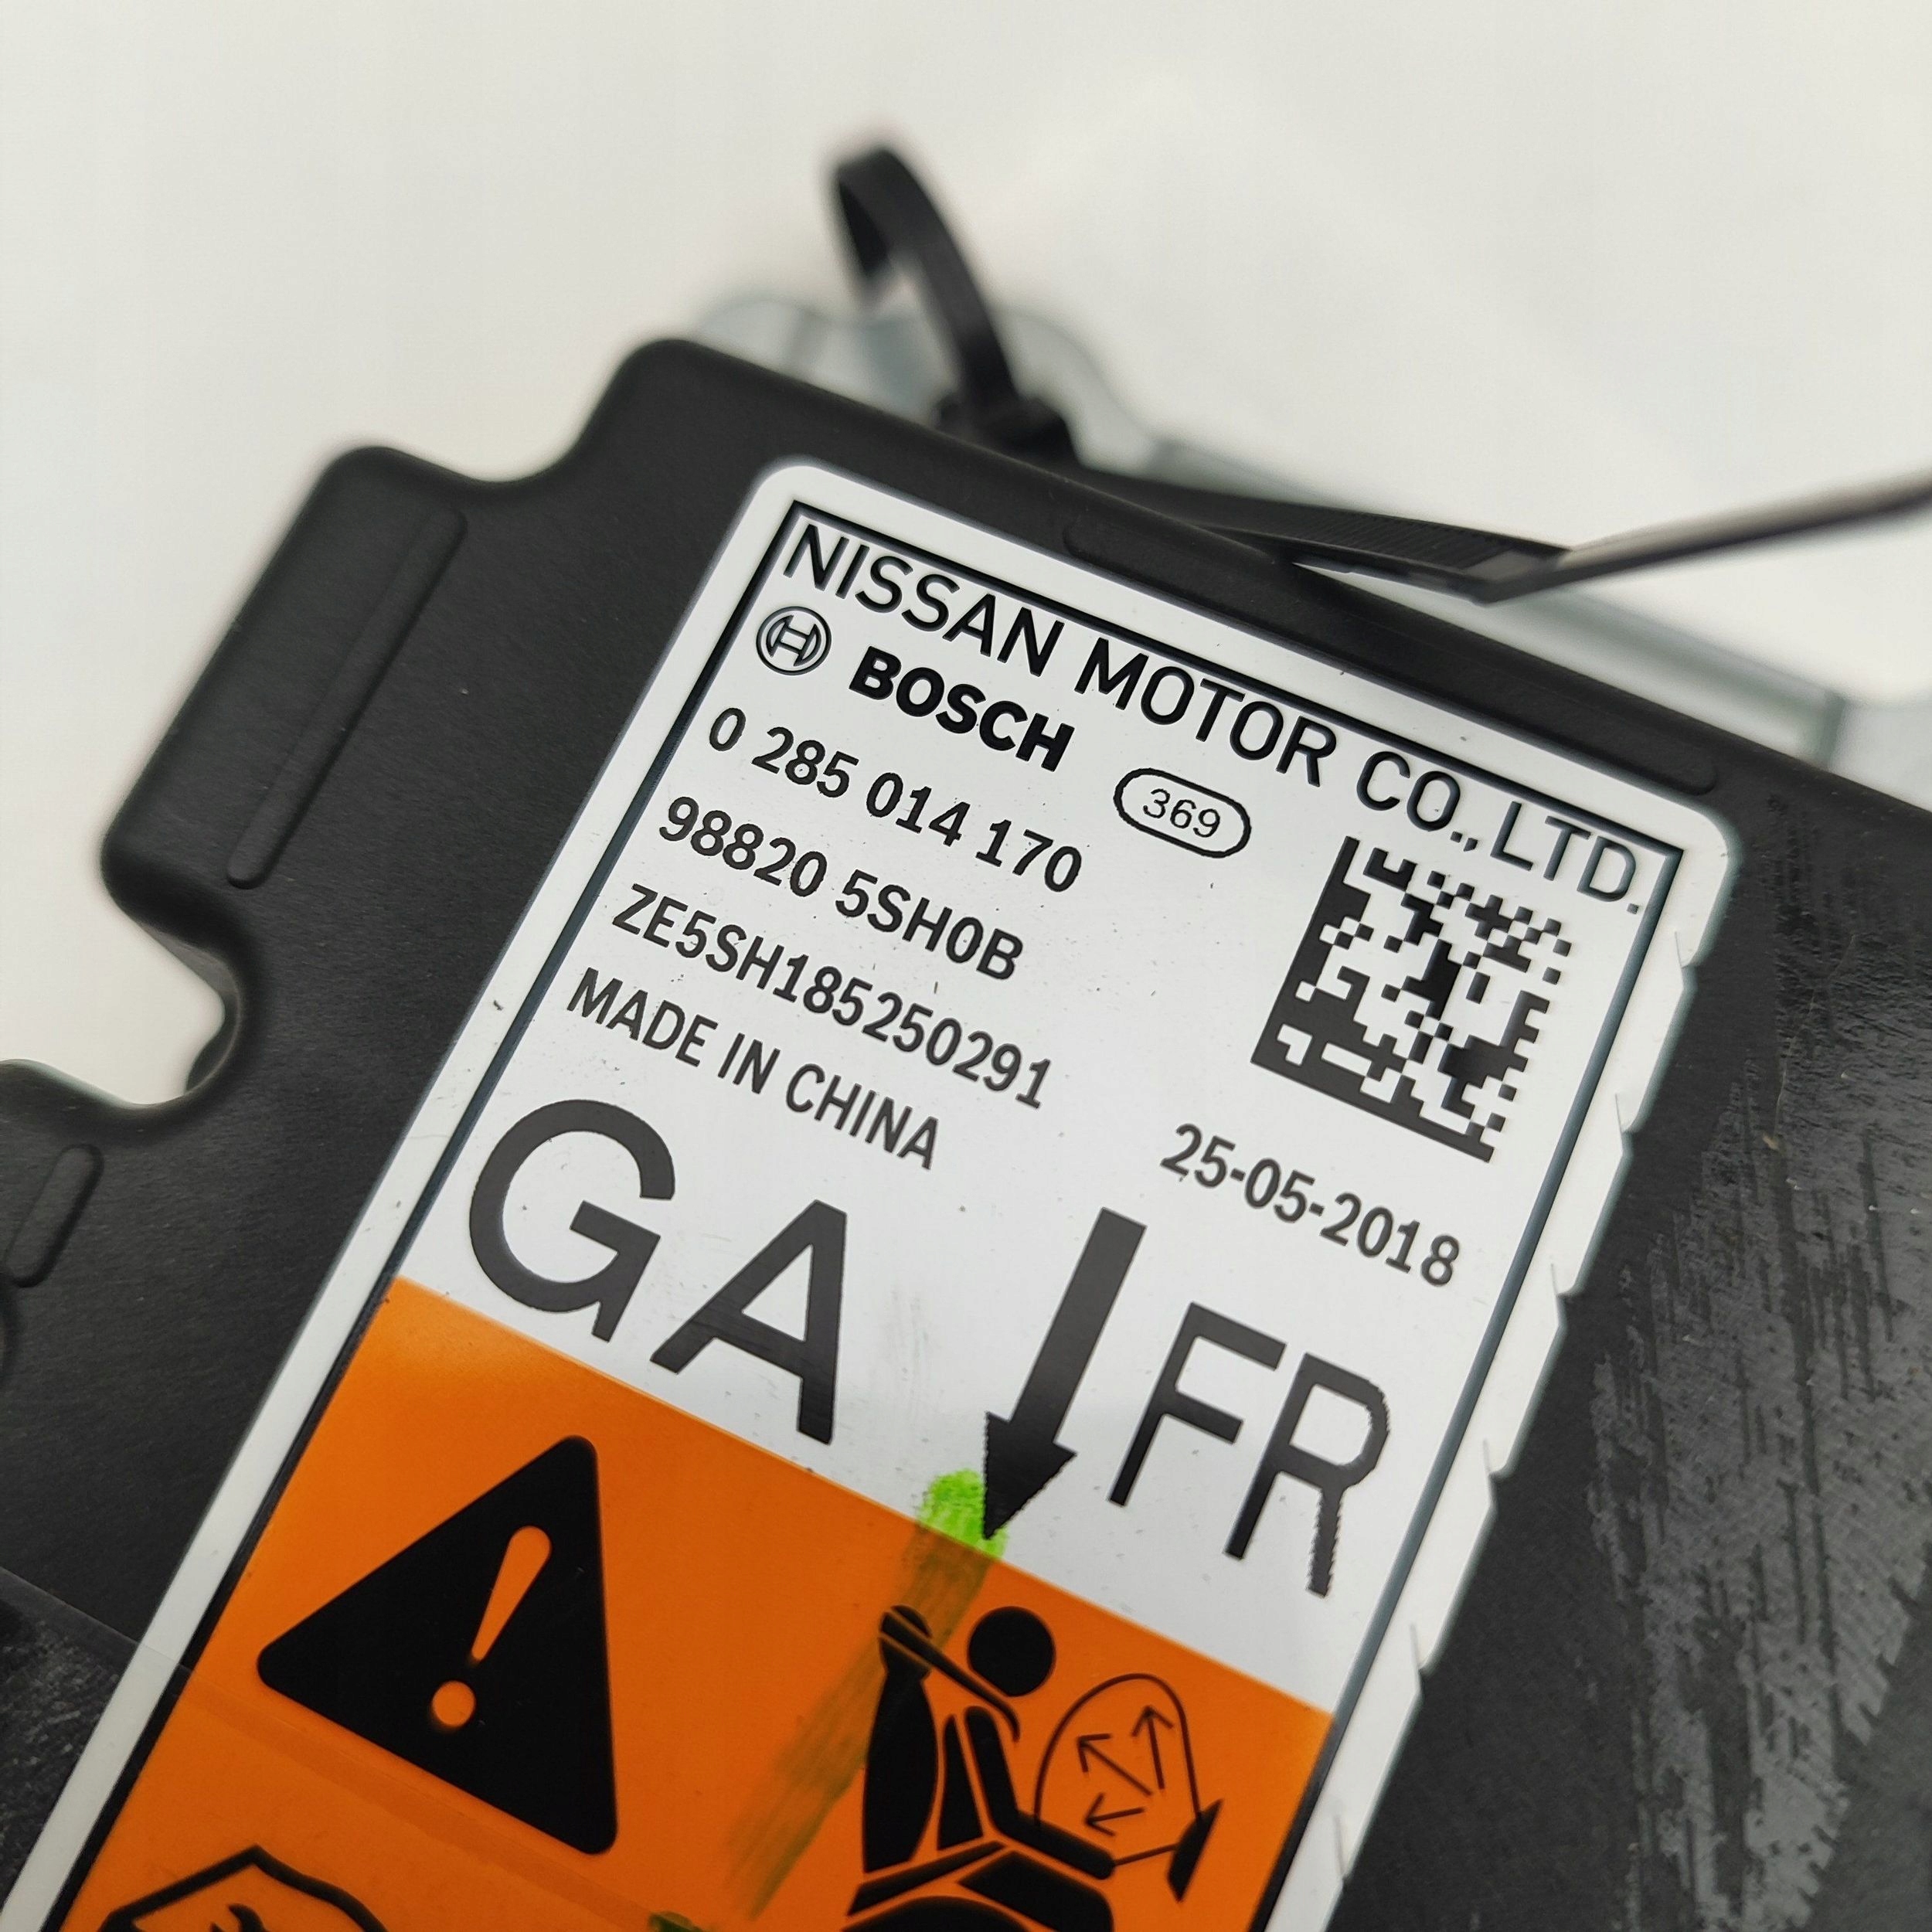 NISSAN MOTOR CO., LTD.
BOSCH
369
0 285 014 170
98820 5SH0B
ZE5SH185250291
MADE IN CHINA
25-05-2018
GA FR